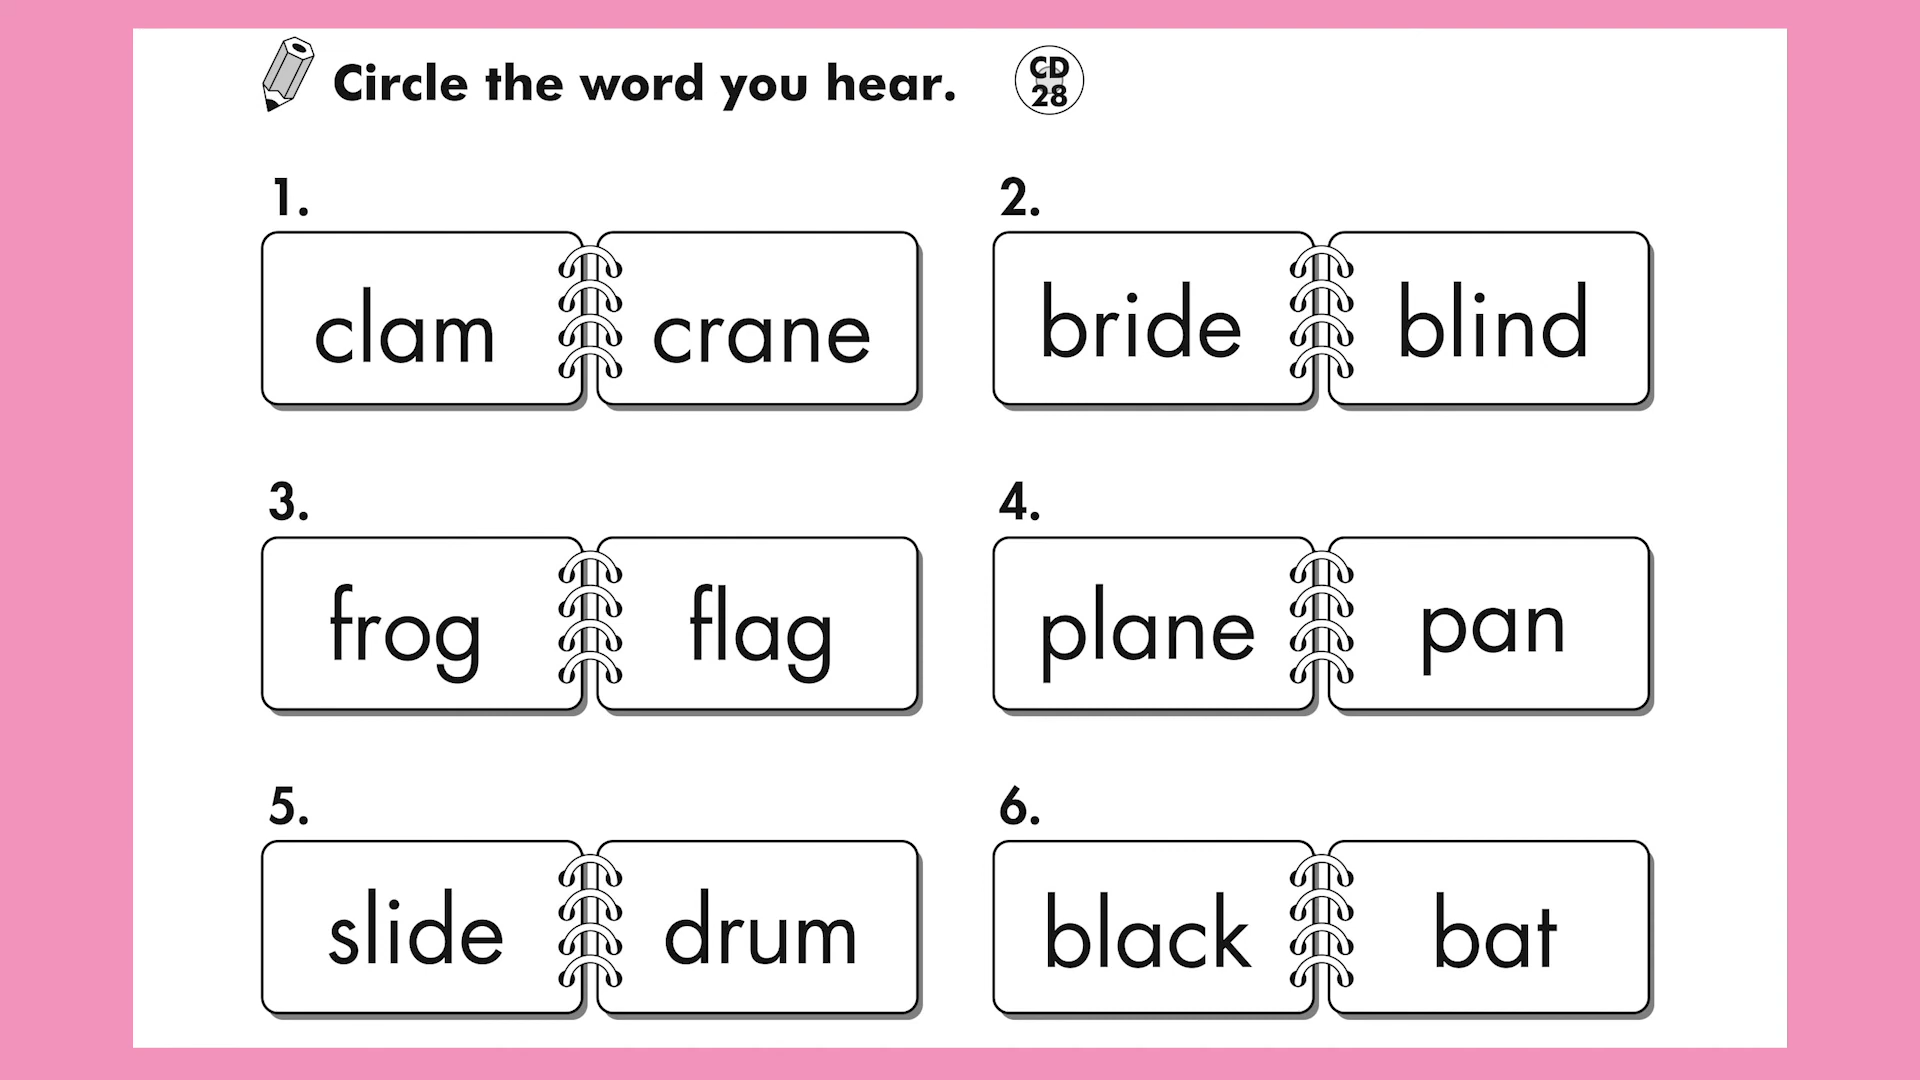 Circle the word you hear.
CD
28
1.
clam crane
2.
bride blind
3.
frog flag
4.
plane pan
5.
slide drum
6.
black bat